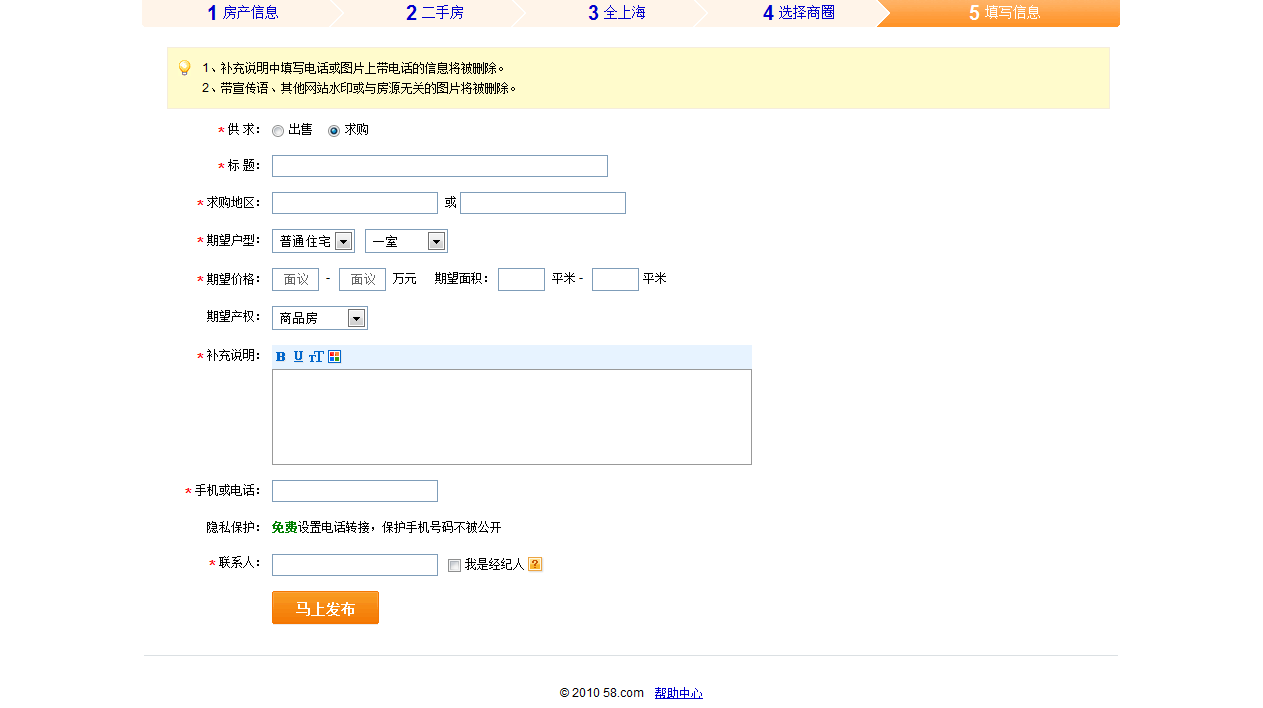 1 房产信息 2 二手房 3 全上海 4 选择商圈 5 填写信息
1、补充说明中填写电话或图片上带电话的信息将被删除。
2、带宣传语、其他网站水印或与房源无关的图片将被删除。
* 供 求： 出售 求购
* 标 题：
* 求购地区： 或
* 期望户型： 普通住宅 一室
* 期望价格： 面议 - 面议 万元 期望面积： 平米 - 平米
期望产权： 商品房
* 补充说明： B U TT
* 手机或电话：
隐私保护： 免费设置电话转接，保护手机号码不被公开
* 联系人： 我是经纪人 ?
马上发布
© 2010 58.com 帮助中心